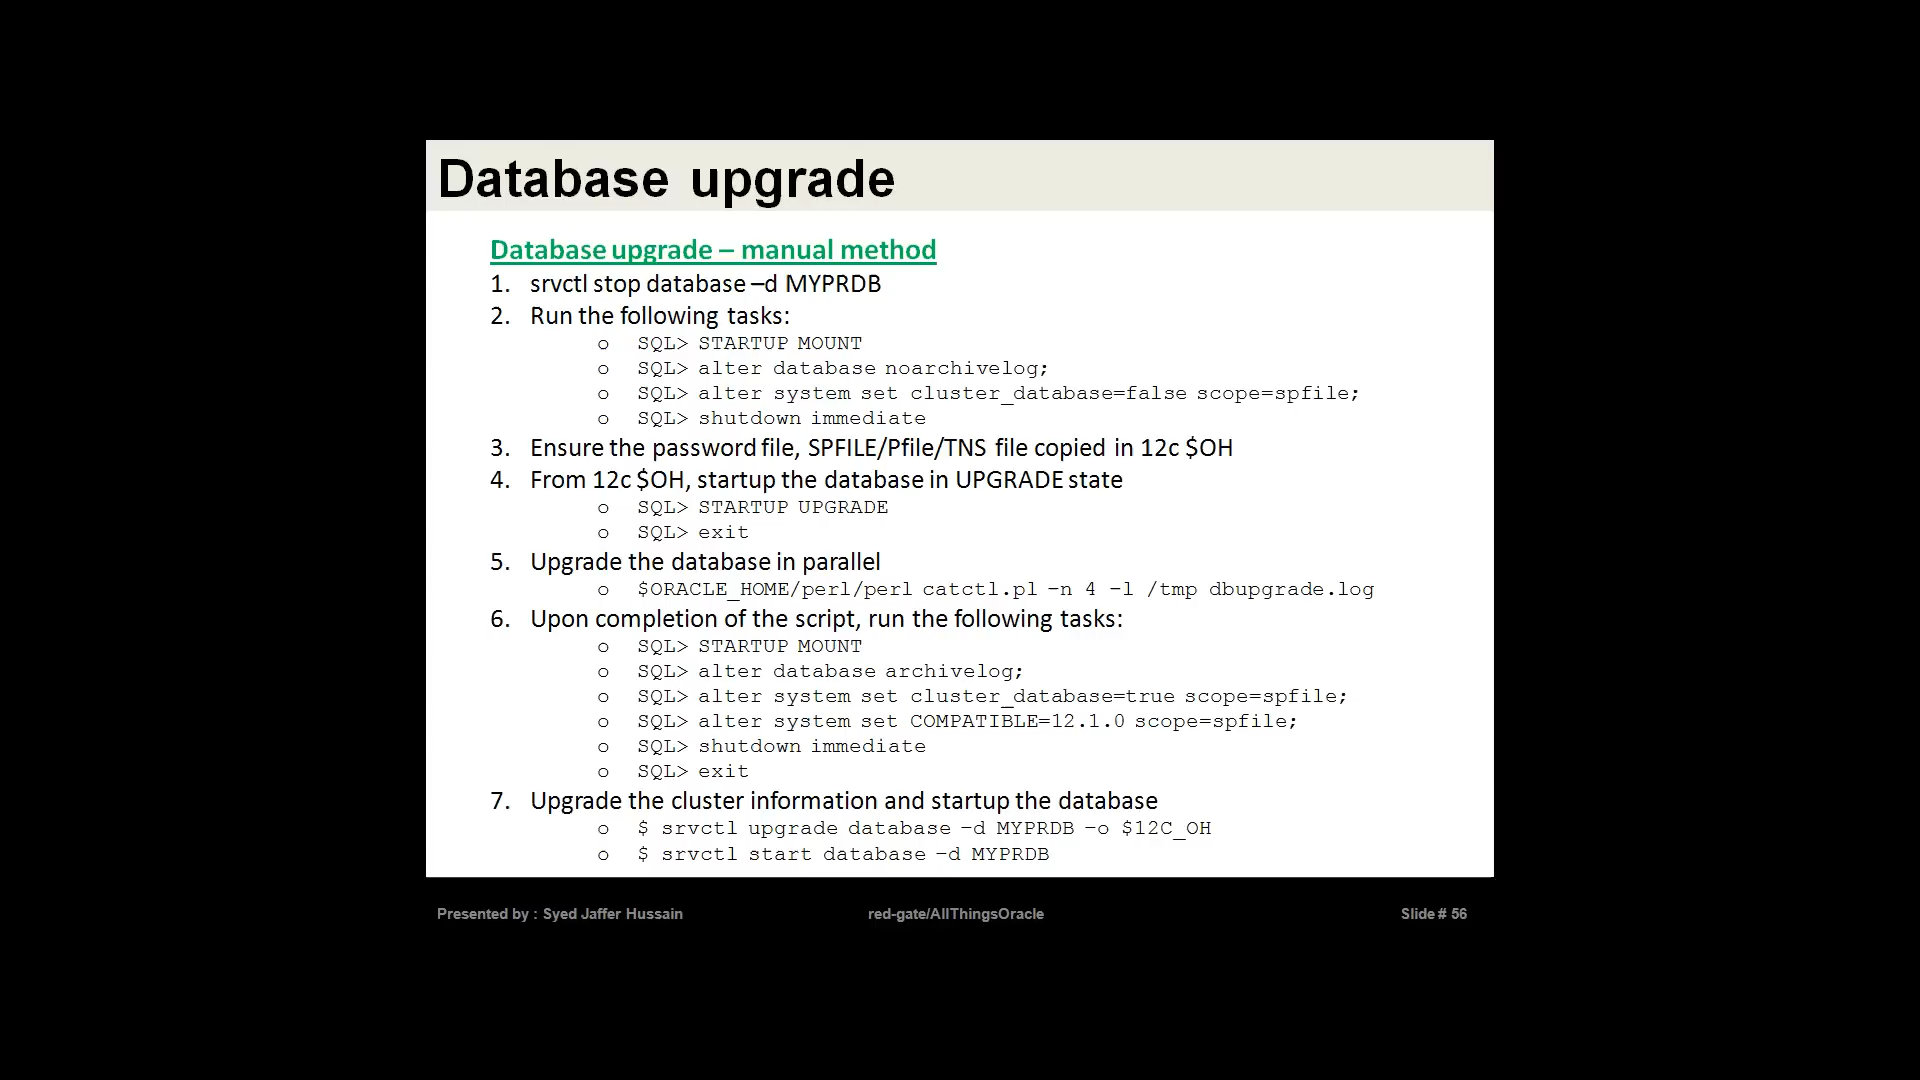 Database upgrade
Database upgrade – manual method
1. srvctl stop database –d MYPRDB
2. Run the following tasks:
o SQL> STARTUP MOUNT
o SQL> alter database noarchivelog;
o SQL> alter system set cluster_database=false scope=spfile;
o SQL> shutdown immediate
3. Ensure the password file, SPFILE/Pfile/TNS file copied in 12c $OH
4. From 12c $OH, startup the database in UPGRADE state
o SQL> STARTUP UPGRADE
o SQL> exit
5. Upgrade the database in parallel
o $ORACLE_HOME/perl/perl catctl.pl –n 4 –l /tmp dbupgrade.log
6. Upon completion of the script, run the following tasks:
o SQL> STARTUP MOUNT
o SQL> alter database archivelog;
o SQL> alter system set cluster_database=true scope=spfile;
o SQL> alter system set COMPATIBLE=12.1.0 scope=spfile;
o SQL> shutdown immediate
o SQL> exit
7. Upgrade the cluster information and startup the database
o $ srvctl upgrade database –d MYPRDB –o $12C_OH
o $ srvctl start database –d MYPRDB
Presented by : Syed Jaffer Hussain red-gate/AllThingsOracle Slide # 56